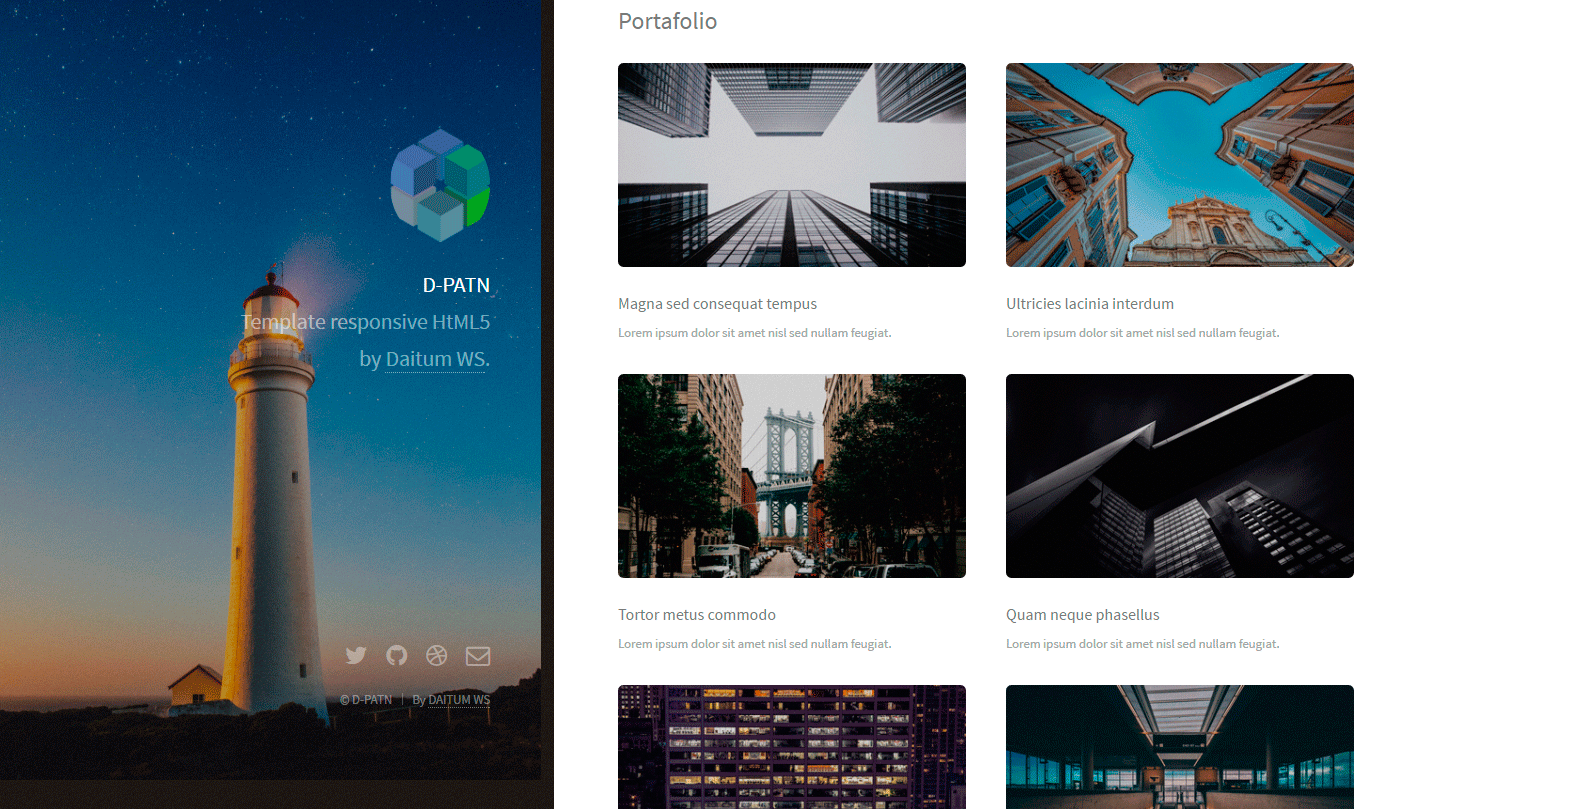 D-PATN
Template responsive HtML5
by Daitum WS.
© D-PATN | By DAITUM WS
Portafolio
Magna sed consequat tempus
Lorem ipsum dolor sit amet nisl sed nullam feugiat.
Ultricies lacinia interdum
Lorem ipsum dolor sit amet nisl sed nullam feugiat.
Tortor metus commodo
Lorem ipsum dolor sit amet nisl sed nullam feugiat.
Quam neque phasellus
Lorem ipsum dolor sit amet nisl sed nullam feugiat.